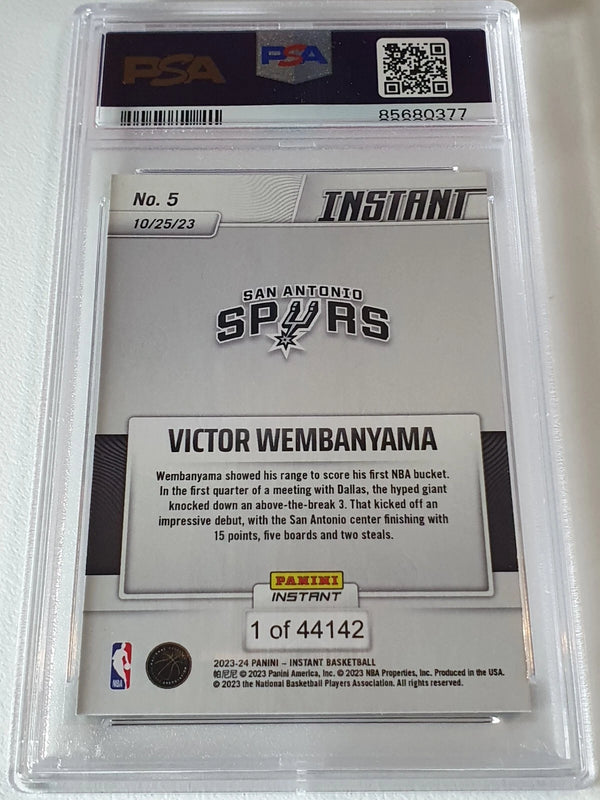 PSA
PSA
85680377
No. 5
INSTANT
10/25/23
SAN ANTONIO
SPURS
VICTOR WEMBANYAMA
Wembanyama showed his range to score his first NBA bucket.
In the first quarter of a meeting with Dallas, the hyped giant
knocked down an above-the-break 3. That kicked off an
impressive debut, with the San Antonio center finishing with
15 points, five boards and two steals.
PANINI
INSTANT
1 of 44142
NBA
2023-24 PANINI – INSTANT BASKETBALL
帕尼尼 © 2023 Panini America, Inc. © 2023 NBA Properties, Inc. Produced in the USA.
© 2023 the National Basketball Players Association. All rights reserved.